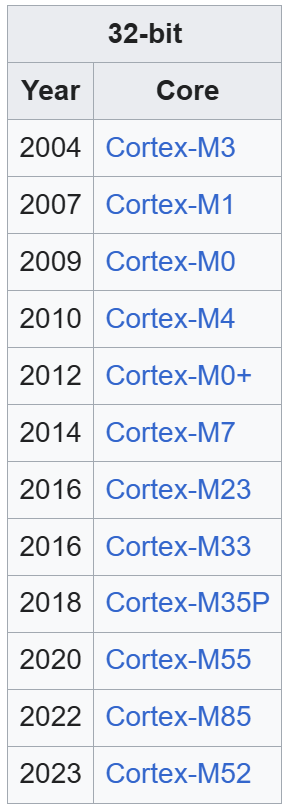 32-bit
Year Core
2004 Cortex-M3
2007 Cortex-M1
2009 Cortex-M0
2010 Cortex-M4
2012 Cortex-M0+
2014 Cortex-M7
2016 Cortex-M23
2016 Cortex-M33
2018 Cortex-M35P
2020 Cortex-M55
2022 Cortex-M85
2023 Cortex-M52